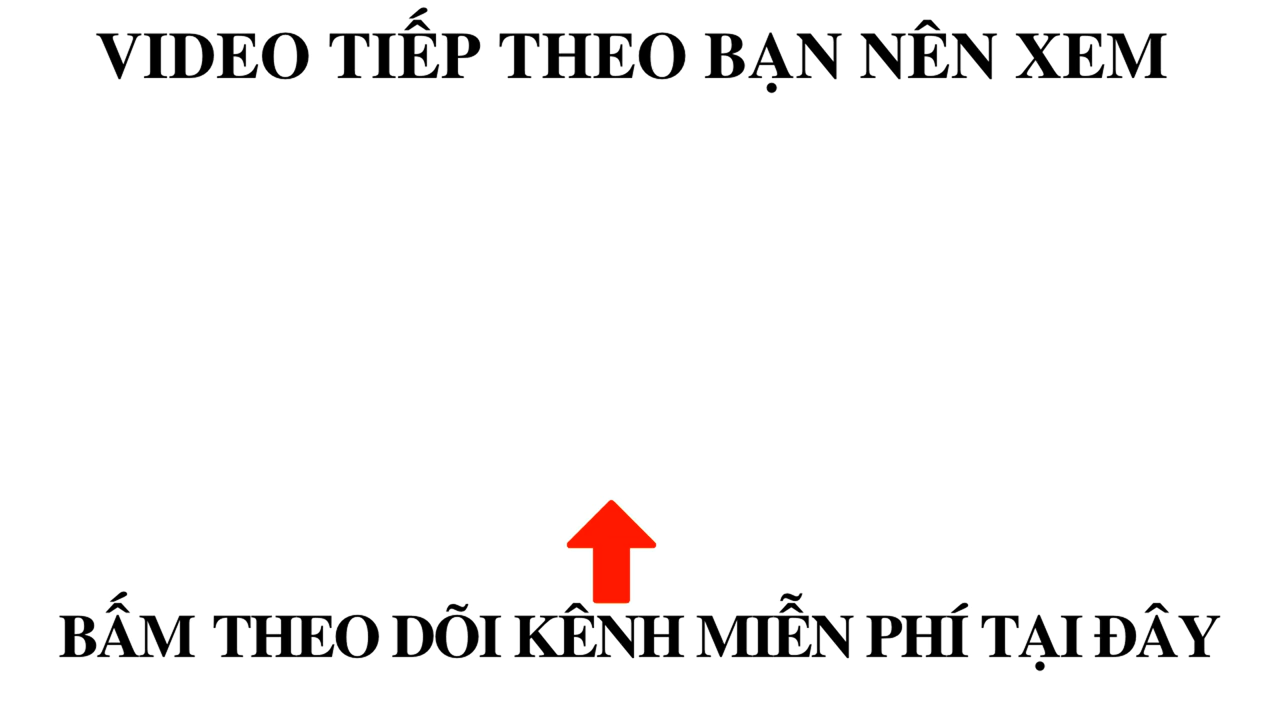 VIDEO TIẾP THEO BẠN NÊN XEM
BẤM THEO DÕI KÊNH MIỄN PHÍ TẠI ĐÂY